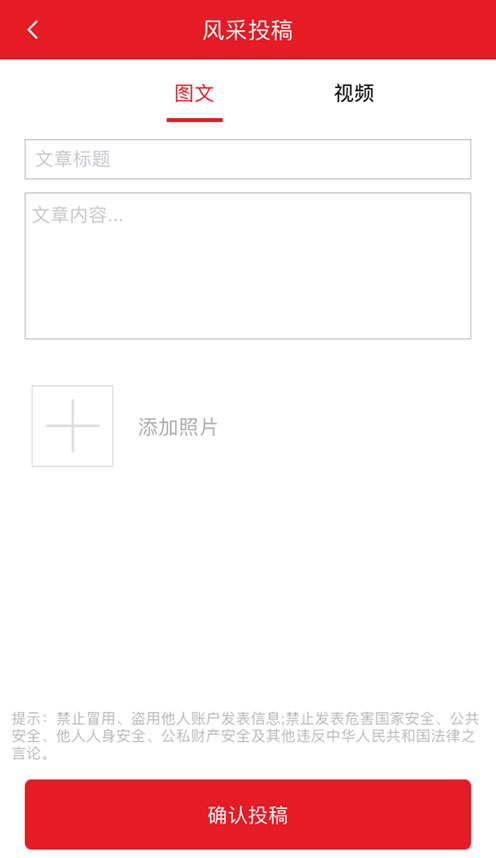 风采投稿
图文 视频
文章标题
文章内容...
添加照片
提示：禁止冒用、盗用他人账户发表信息;禁止发表危害国家安全、公共
安全、他人人身安全、公私财产安全及其他违反中华人民共和国法律之
言论。
确认投稿